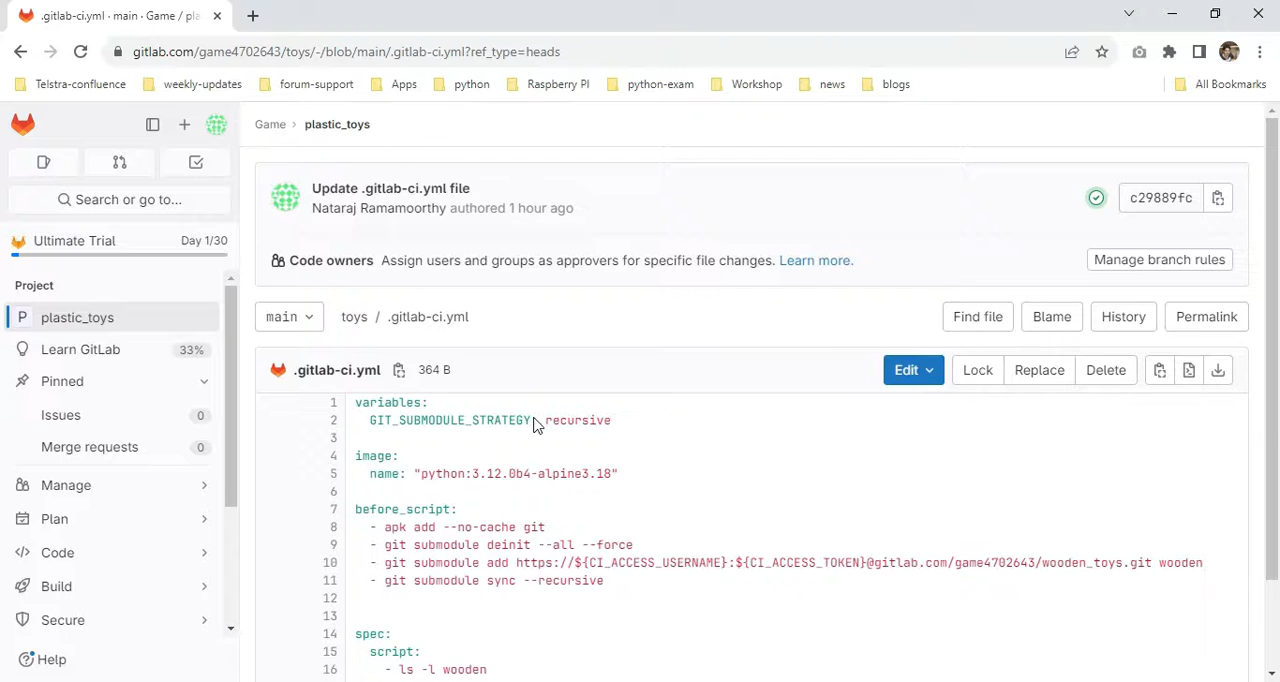 .gitlab-ci.yml · main · Game / pla
gitlab.com/game4702643/toys/-/blob/main/.gitlab-ci.yml?ref_type=heads
Telstra-confluence weekly-updates forum-support Apps python Raspberry PI python-exam Workshop news blogs All Bookmarks
Game › plastic_toys
Search or go to...
Ultimate Trial Day 1/30
Project
P plastic_toys
Learn GitLab 33%
Pinned
Issues 0
Merge requests 0
Manage
Plan
Code
Build
Secure
Help
Update .gitlab-ci.yml file
Nataraj Ramamoorthy authored 1 hour ago
c29889fc
Code owners Assign users and groups as approvers for specific file changes. Learn more.
Manage branch rules
main toys / .gitlab-ci.yml Find file Blame History Permalink
.gitlab-ci.yml 364 B Edit Lock Replace Delete
1 variables:
2 GIT_SUBMODULE_STRATEGY: recursive
3
4 image:
5 name: "python:3.12.0b4-alpine3.18"
6
7 before_script:
8 - apk add --no-cache git
9 - git submodule deinit --all --force
10 - git submodule add https://${CI_ACCESS_USERNAME}:${CI_ACCESS_TOKEN}@gitlab.com/game4702643/wooden_toys.git wooden
11 - git submodule sync --recursive
12
13
14 spec:
15 script:
16 - ls -l wooden